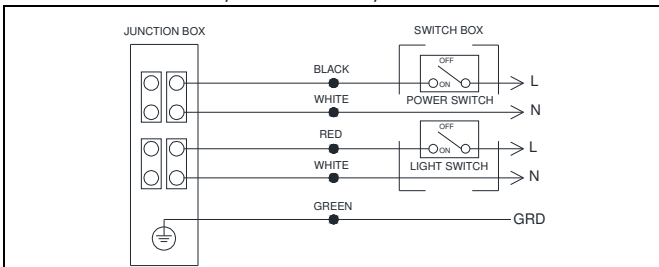 JUNCTION BOX
SWITCH BOX
OFF
BLACK
ON
L
POWER SWITCH
WHITE
N
OFF
RED
ON
L
LIGHT SWITCH
WHITE
N
GREEN
GRD